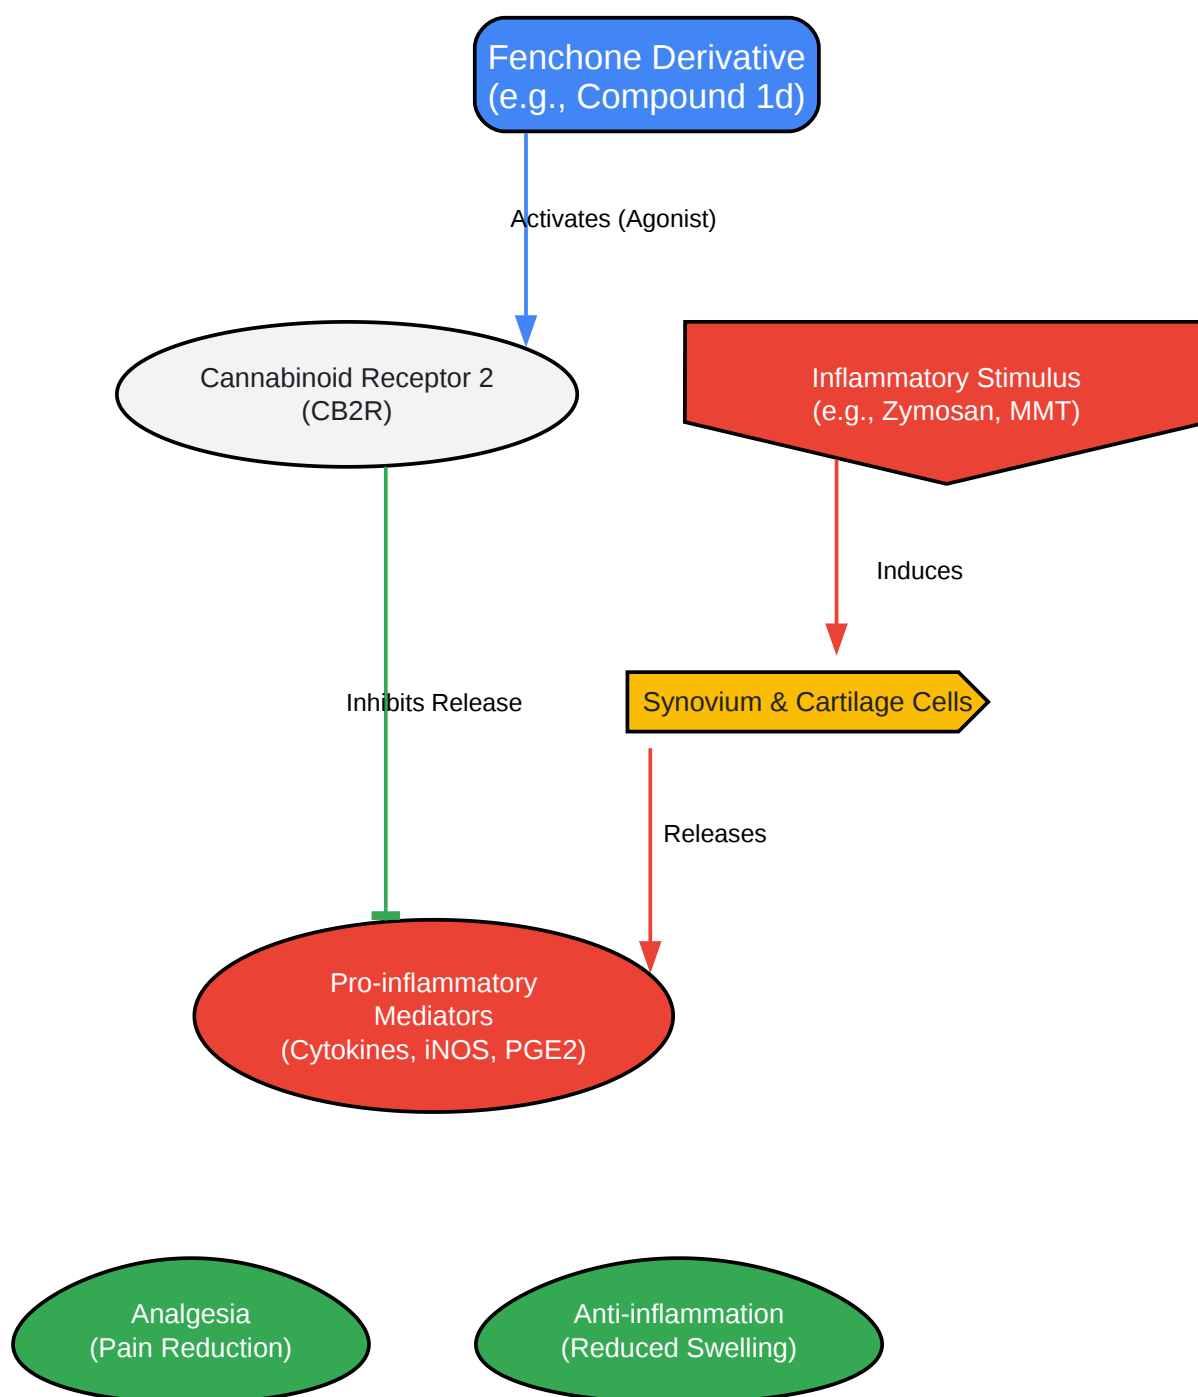 Fenchone Derivative
(e.g., Compound 1d)
Activates (Agonist)
Cannabinoid Receptor 2
(CB2R)
Inflammatory Stimulus
(e.g., Zymosan, MMT)
Induces
Inhibits Release
Synovium & Cartilage Cells
Releases
Pro-inflammatory
Mediators
(Cytokines, iNOS, PGE2)
Analgesia
(Pain Reduction)
Anti-inflammation
(Reduced Swelling)